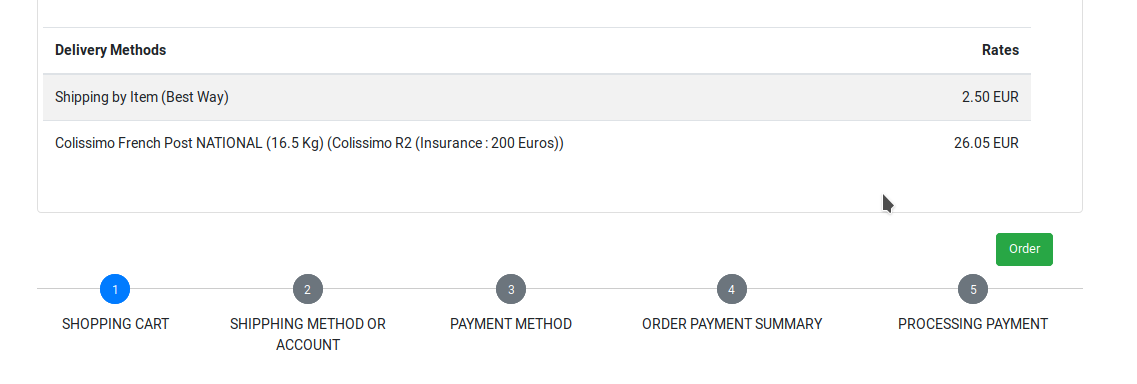 Delivery Methods Rates
Shipping by Item (Best Way) 2.50 EUR
Colissimo French Post NATIONAL (16.5 Kg) (Colissimo R2 (Insurance : 200 Euros)) 26.05 EUR
Order
1 2 3 4 5
SHOPPING CART SHIPPHING METHOD OR PAYMENT METHOD ORDER PAYMENT SUMMARY PROCESSING PAYMENT
ACCOUNT